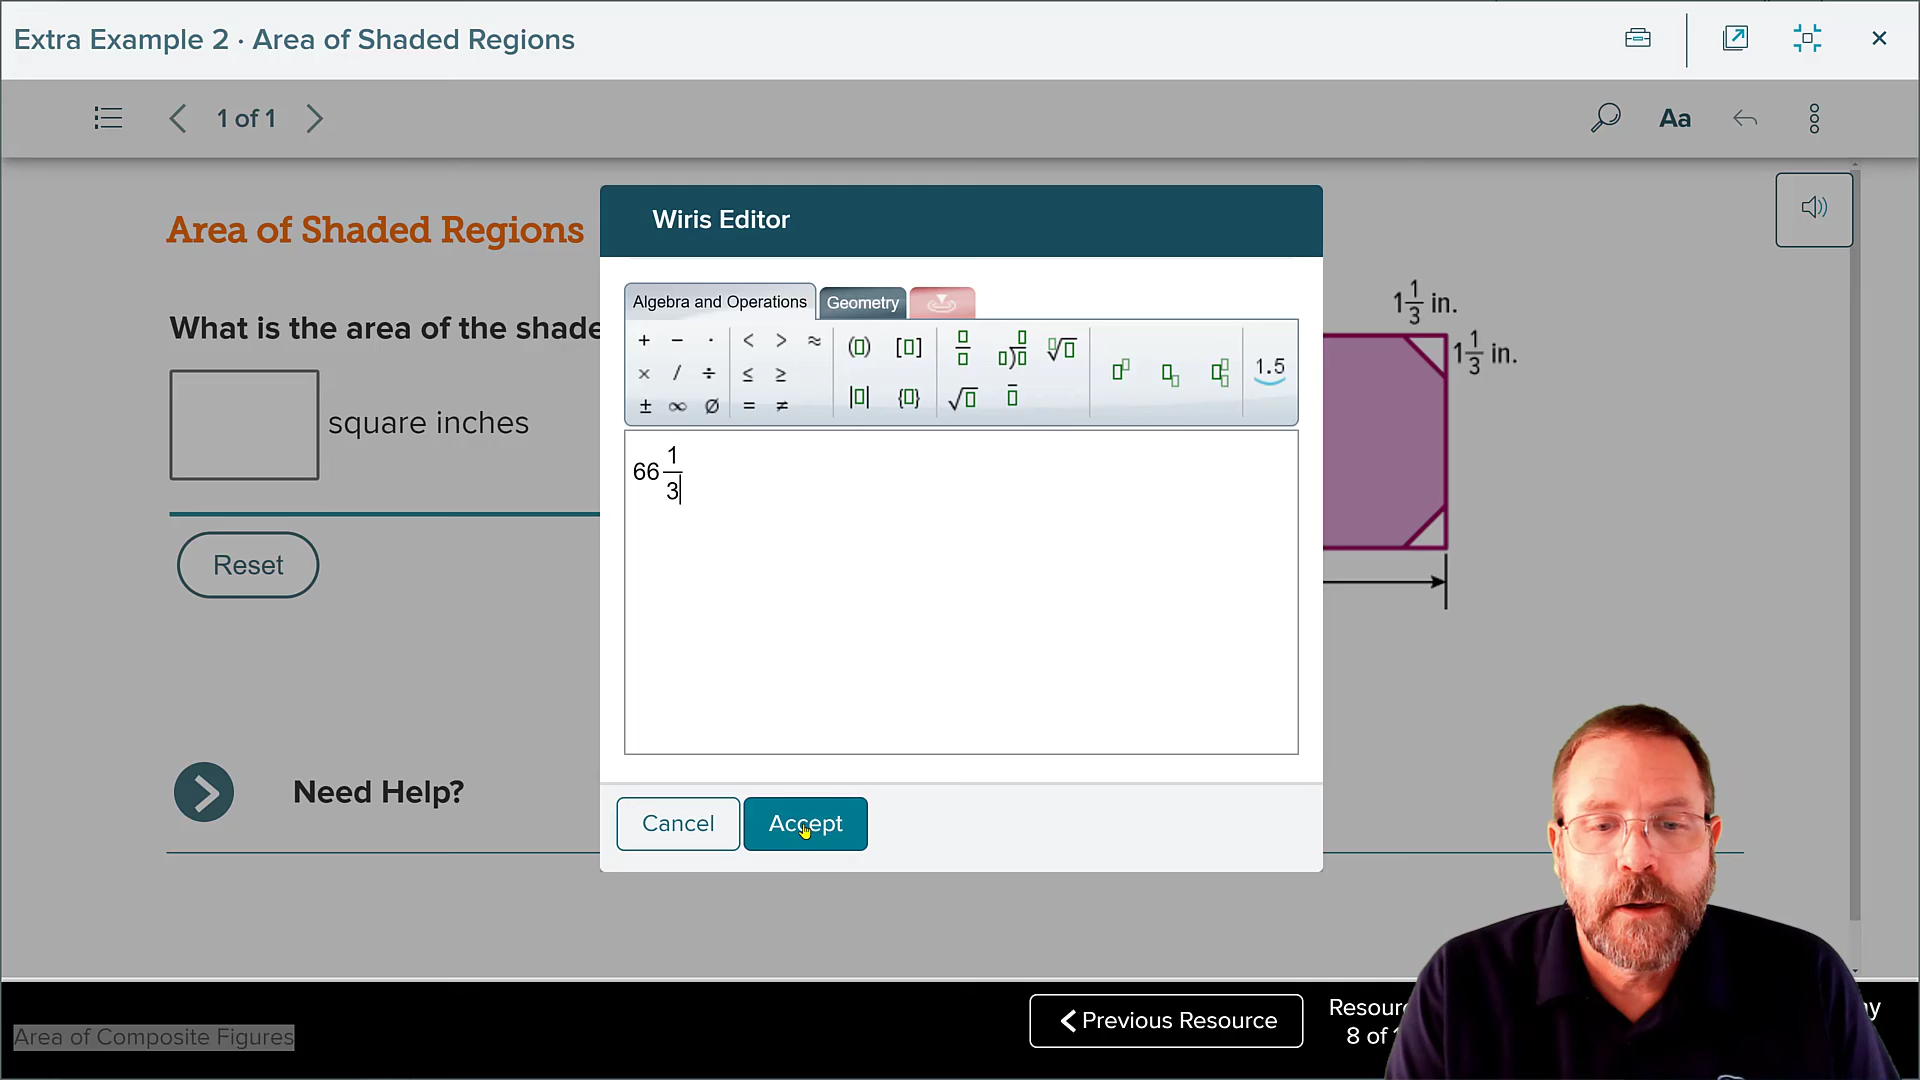 Extra Example 2 · Area of Shaded Regions
1 of 1
Aa
Area of Shaded Regions
What is the area of the shade
square inches
Reset
Need Help?
Wiris Editor
Algebra and Operations
Geometry
+ − · < > ≈ (▯) [▯]
× / ÷ ≤ ≥
± ∞ Ø = ≠ |▯| {▯}
1.5
66 1/3
Cancel
Accept
1 1/3 in.
1 1/3 in.
Previous Resource
Resour
8 of
y
Area of Composite Figures